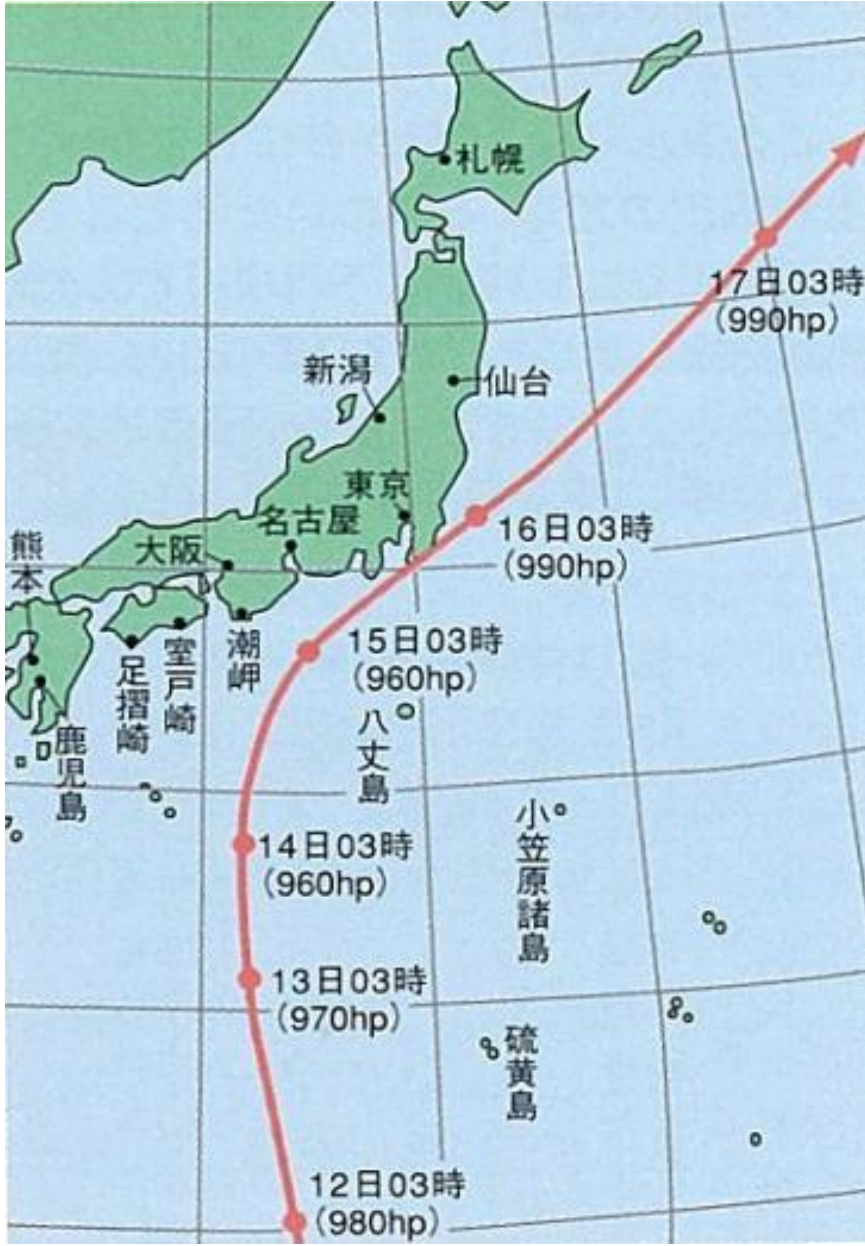 札幌
17日03時
(990hp)
新潟
仙台
東京
名古屋
大阪
熊本
16日03時
(990hp)
潮岬
室戸崎
足摺崎
鹿児島
15日03時
(960hp)
八丈島
小笠原諸島
14日03時
(960hp)
13日03時
(970hp)
硫黄島
12日03時
(980hp)